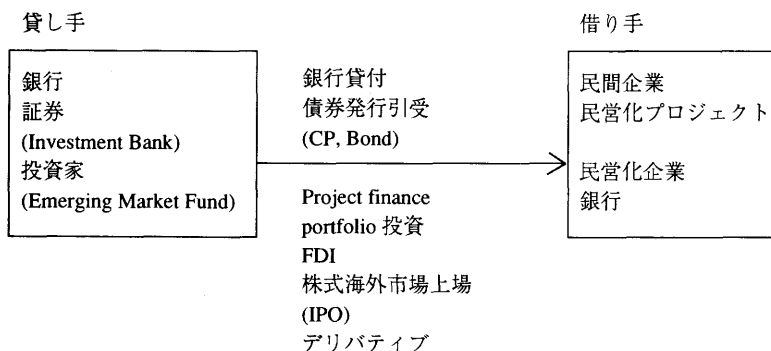 貸し手
銀行
証券
(Investment Bank)
投資家
(Emerging Market Fund)
銀行貸付
債券発行引受
(CP, Bond)
Project finance
portfolio 投資
FDI
株式海外市場上場
(IPO)
デリバティブ
借り手
民間企業
民営化プロジェクト
民営化企業
銀行